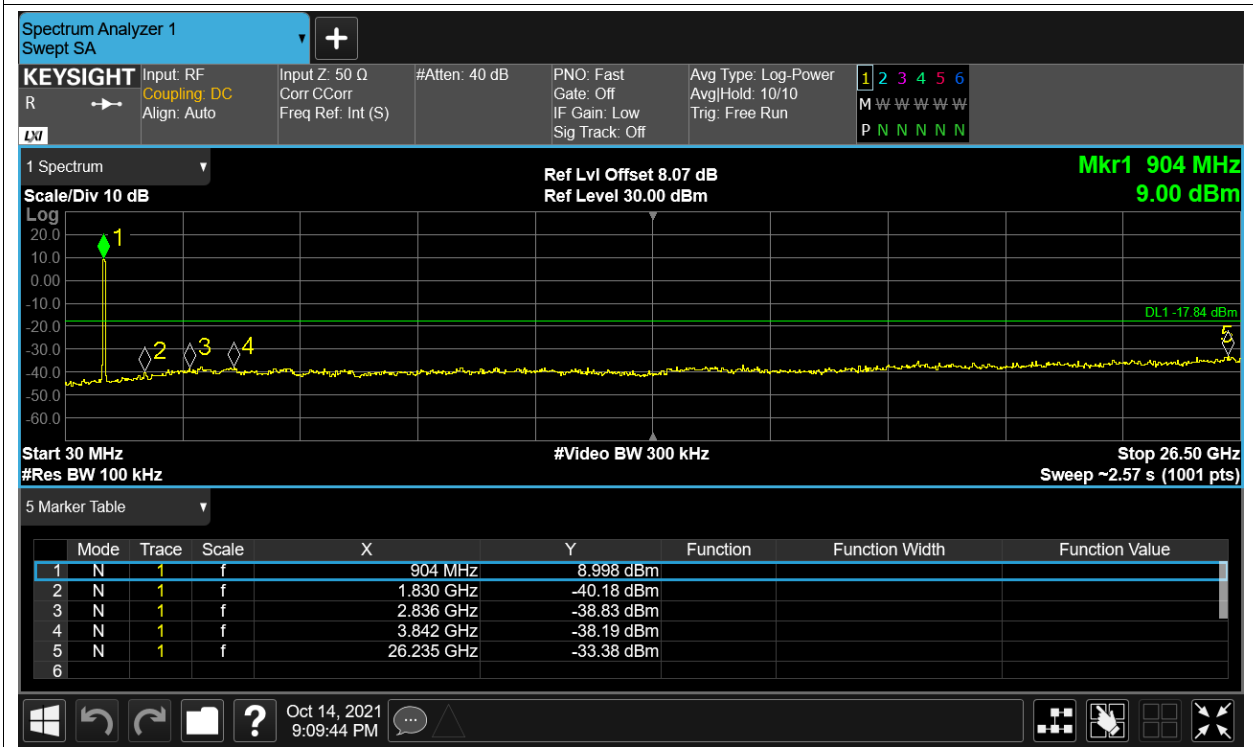 Spectrum Analyzer 1
Swept SA
KEYSIGHT Input: RF Input Z: 50 Ω #Atten: 40 dB PNO: Fast Avg Type: Log-Power 1 2 3 4 5 6
R Coupling: DC Corr CCorr Gate: Off Avg|Hold: 10/10 M W W W W W
Align: Auto Freq Ref: Int (S) IF Gain: Low Trig: Free Run
LXI Sig Track: Off P N N N N N
1 Spectrum Ref Lvl Offset 8.07 dB Mkr1 904 MHz
Scale/Div 10 dB Ref Level 30.00 dBm 9.00 dBm
Log
20.0 1
10.0
0.00
-10.0
DL1 -17.84 dBm
-20.0
-30.0 2 3 4 5
-40.0
-50.0
-60.0
Start 30 MHz #Video BW 300 kHz Stop 26.50 GHz
#Res BW 100 kHz Sweep ~2.57 s (1001 pts)
5 Marker Table
Mode Trace Scale X Y Function Function Width Function Value
1 N 1 f 904 MHz 8.998 dBm
2 N 1 f 1.830 GHz -40.18 dBm
3 N 1 f 2.836 GHz -38.83 dBm
4 N 1 f 3.842 GHz -38.19 dBm
5 N 1 f 26.235 GHz -33.38 dBm
6
? Oct 14, 2021
9:09:44 PM